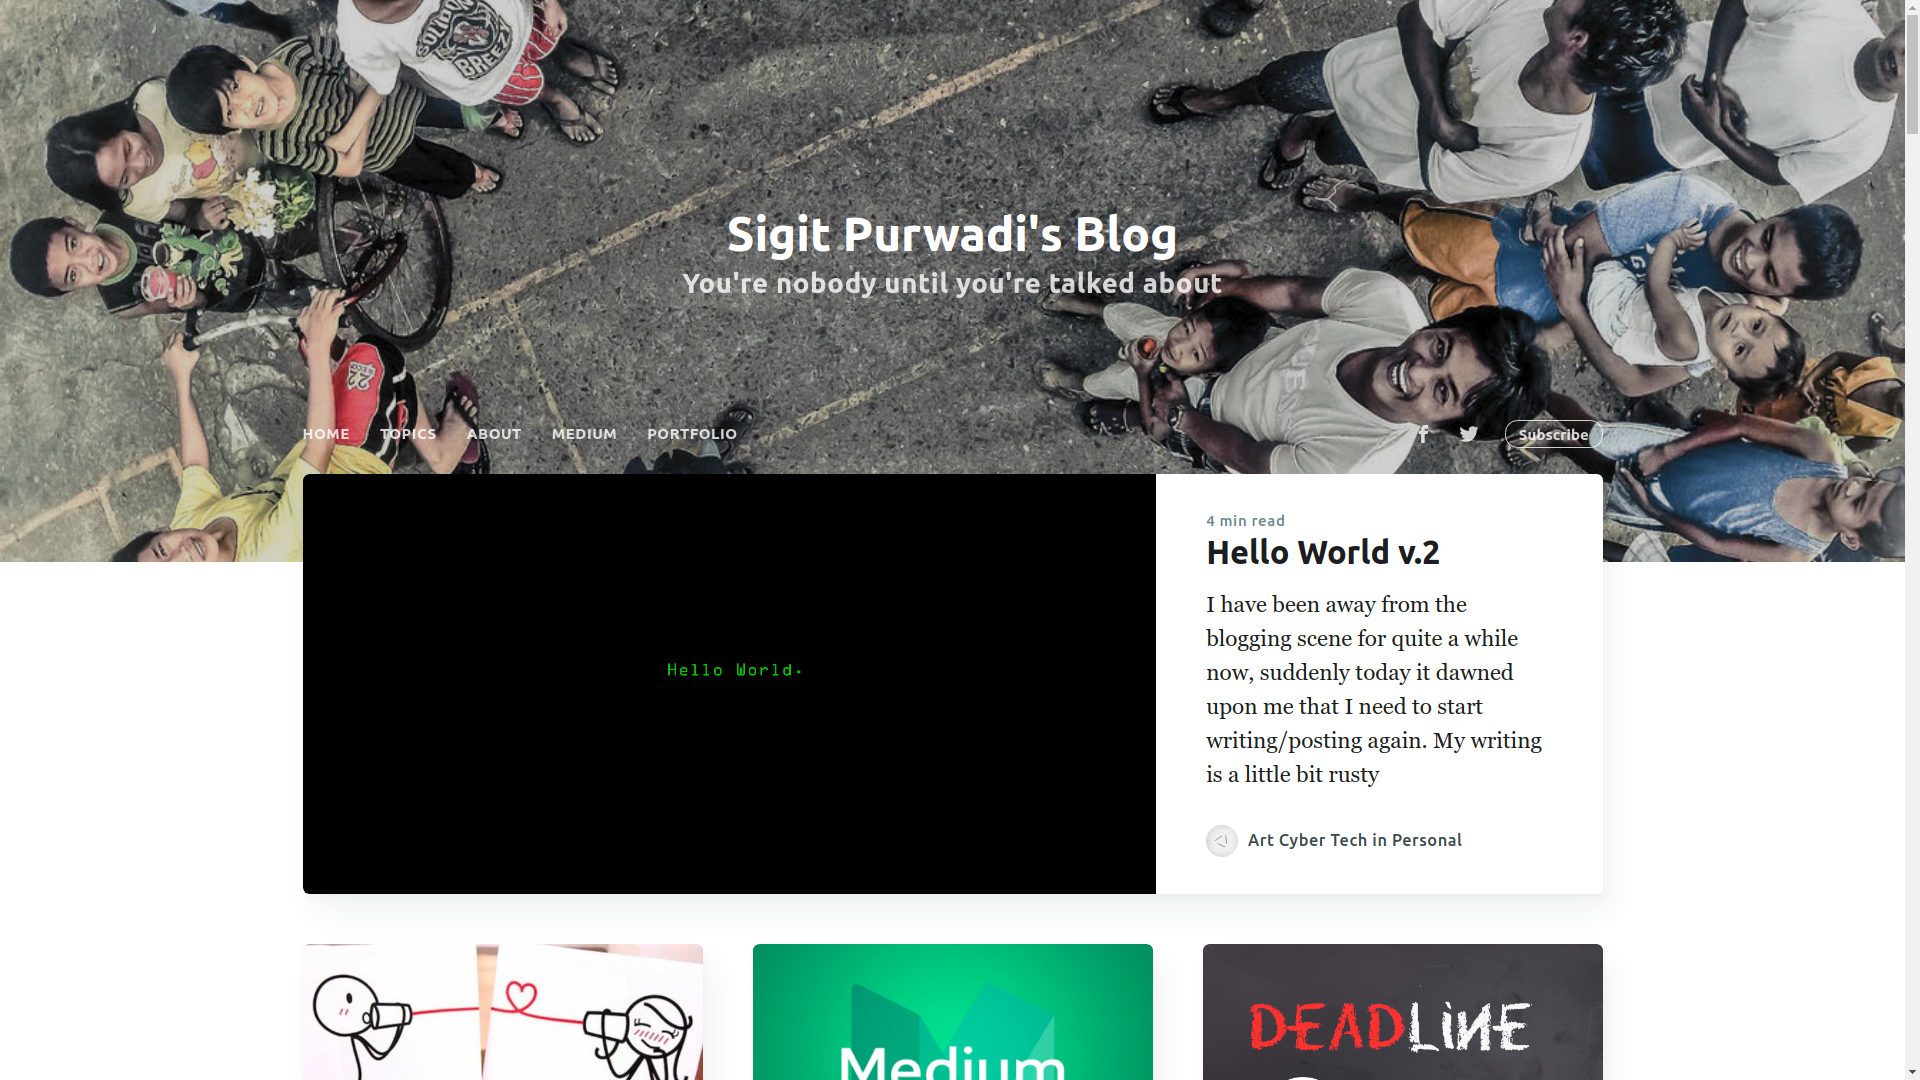 SOLIDON
BREEZY
22
Sigit Purwadi's Blog
You're nobody until you're talked about
HOME
TOPICS
ABOUT
MEDIUM
PORTFOLIO
Subscribe
4 min read
Hello World v.2
I have been away from the
blogging scene for quite a while
now, suddenly today it dawned
upon me that I need to start
writing/posting again. My writing
is a little bit rusty
Hello World.
Art Cyber Tech in Personal
Medium
DEADLINE